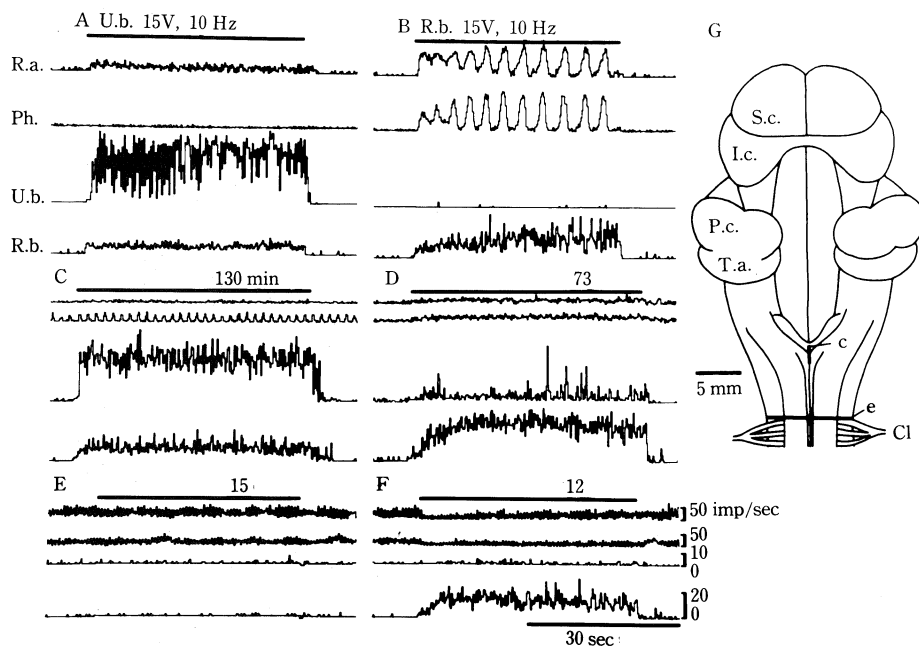 A U.b. 15V, 10 Hz
B R.b. 15V, 10 Hz
G
R.a.
Ph.
U.b.
R.b.
C 130 min
D 73
E 15
F 12
50 imp/sec
50
10
0
20
0
30 sec
S.c.
I.c.
P.c.
T.a.
c
5 mm
e
Cl